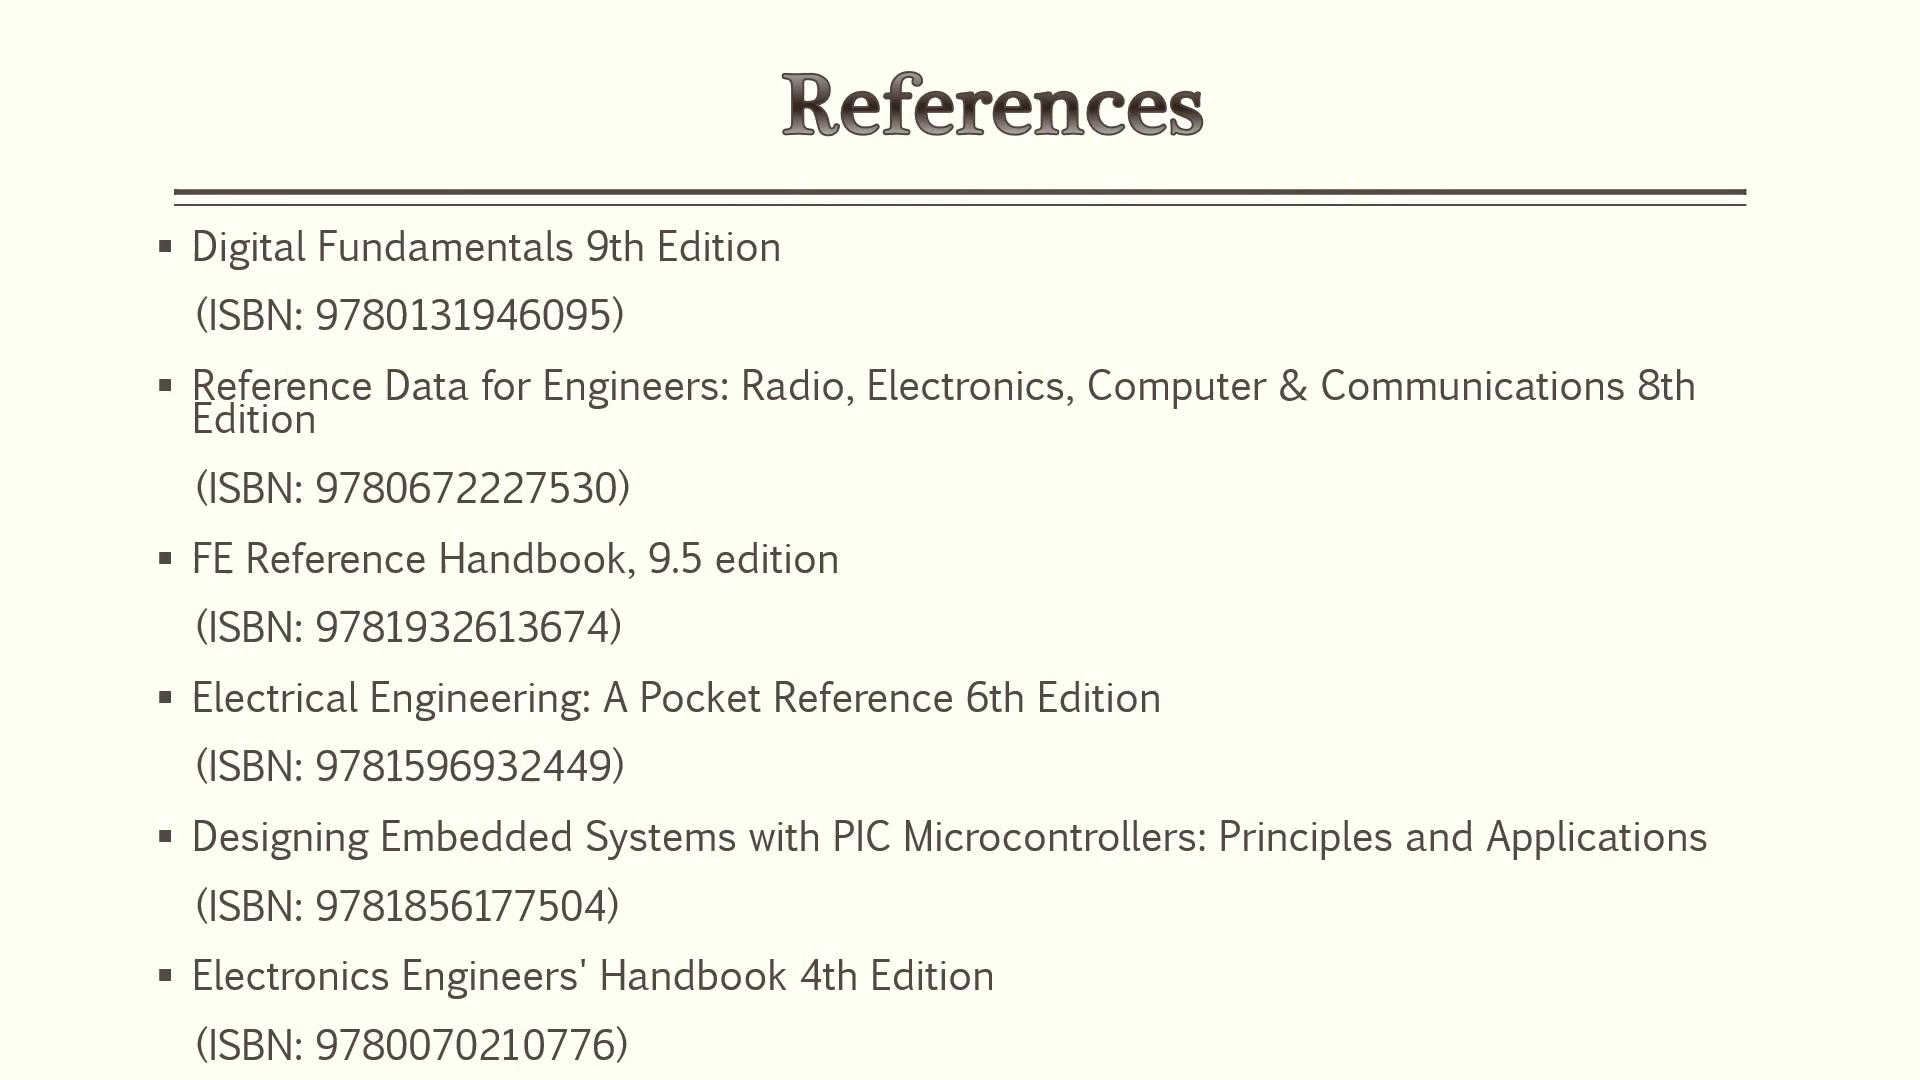 References
▪ Digital Fundamentals 9th Edition
(ISBN: 9780131946095)
▪ Reference Data for Engineers: Radio, Electronics, Computer & Communications 8th
Edition
(ISBN: 9780672227530)
▪ FE Reference Handbook, 9.5 edition
(ISBN: 9781932613674)
▪ Electrical Engineering: A Pocket Reference 6th Edition
(ISBN: 9781596932449)
▪ Designing Embedded Systems with PIC Microcontrollers: Principles and Applications
(ISBN: 9781856177504)
▪ Electronics Engineers' Handbook 4th Edition
(ISBN: 9780070210776)